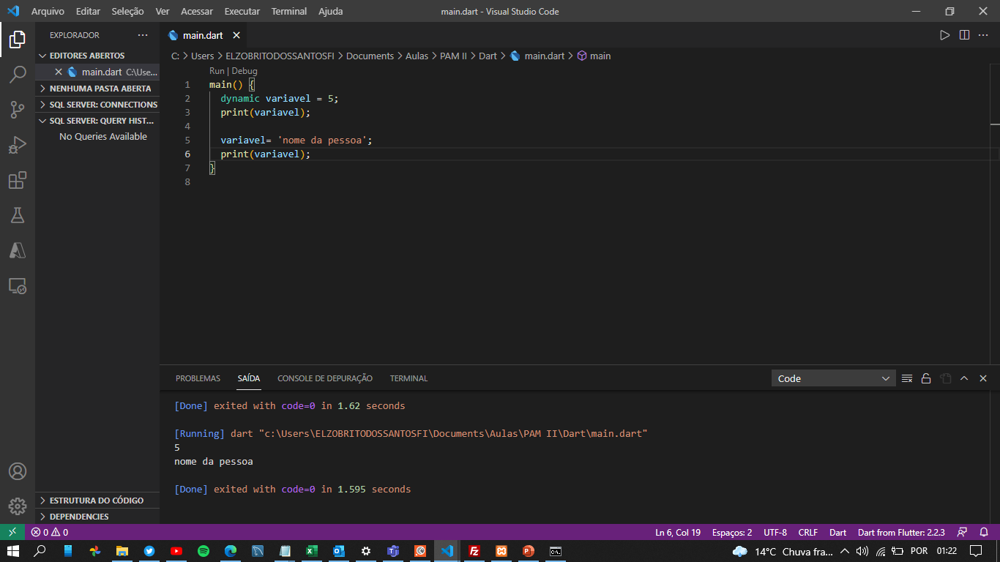 Arquivo Editar Seleção Ver Acessar Executar Terminal Ajuda
main.dart - Visual Studio Code
EXPLORADOR
EDITORES ABERTOS
main.dart C:\Use...
NENHUMA PASTA ABERTA
SQL SERVER: CONNECTIONS
SQL SERVER: QUERY HIST...
No Queries Available
ESTRUTURA DO CÓDIGO
DEPENDENCIES
main.dart
C: > Users > ELZOBRITODOSSANTOSFI > Documents > Aulas > PAM II > Dart > main.dart > main
Run | Debug
1 main() {
2 dynamic variavel = 5;
3 print(variavel);
4
5 variavel= 'nome da pessoa';
6 print(variavel);
7 }
8
PROBLEMAS SAÍDA CONSOLE DE DEPURAÇÃO TERMINAL
Code
[Done] exited with code=0 in 1.62 seconds
[Running] dart "c:\Users\ELZOBRITODOSSANTOSFI\Documents\Aulas\PAM II\Dart\main.dart"
5
nome da pessoa
[Done] exited with code=0 in 1.595 seconds
0 0
Ln 6, Col 19 Espaços: 2 UTF-8 CRLF Dart Dart from Flutter: 2.2.3
14°C Chuva fra... POR 01:22